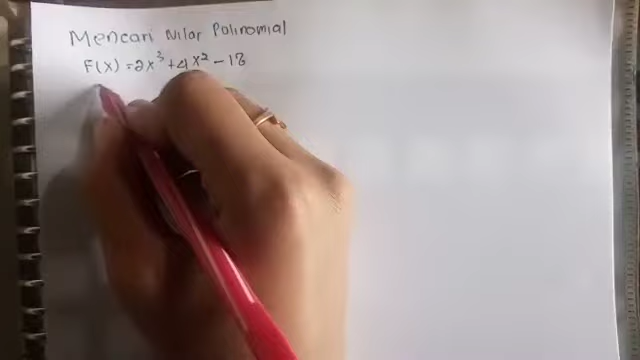 Mencari Nilai Polinomial
F(x) = 2x³ + 4x² - 18